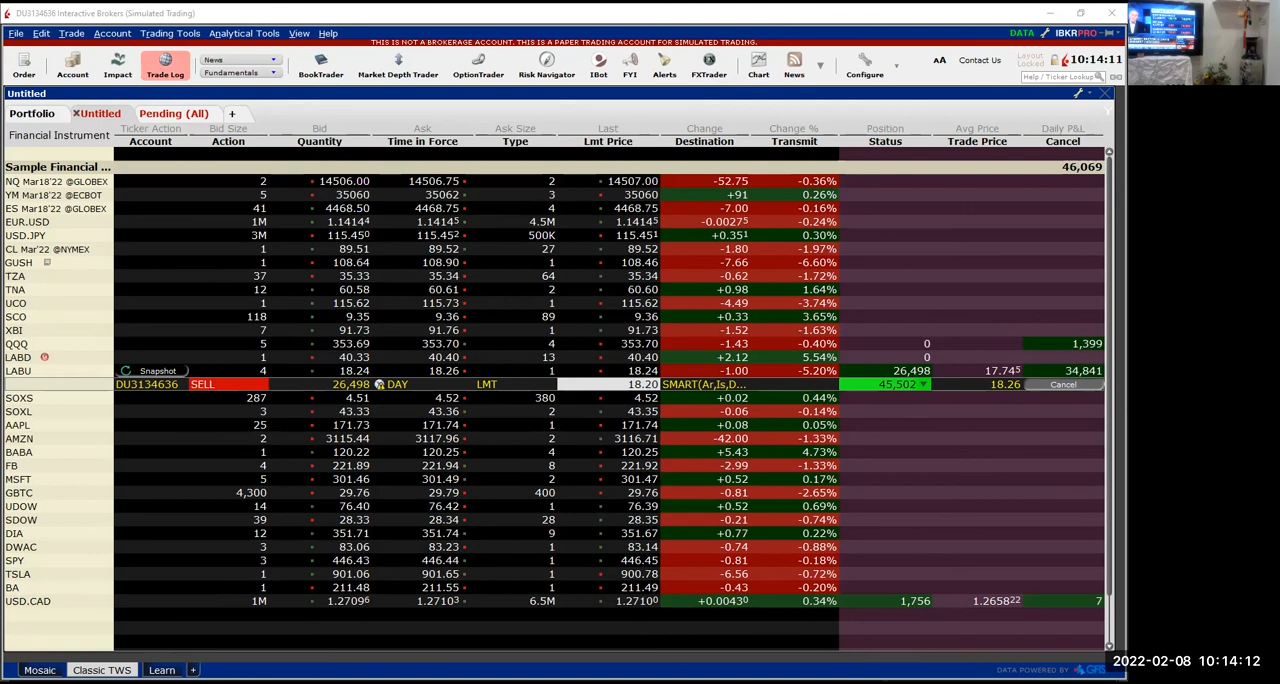 DU3134636 Interactive Brokers (Simulated Trading)
File Edit Trade Account Trading Tools Analytical Tools View Help DATA IBKRPRO
THIS IS NOT A BROKERAGE ACCOUNT. THIS IS A PAPER TRADING ACCOUNT FOR SIMULATED TRADING.
Order Account Impact Trade Log News Fundamentals BookTrader Market Depth Trader OptionTrader Risk Navigator IBot FYI Alerts FXTrader Chart News Configure AA Contact Us Layout Locked 10:14:11
Help / Ticker Lookup
Untitled
Portfolio Untitled Pending (All) +
Ticker Action Bid Size Bid Ask Ask Size Last Change Change % Position Avg Price Daily P&L
Financial Instrument Account Action Quantity Time in Force Type Lmt Price Destination Transmit Status Trade Price Cancel
Sample Financial ... 46,069
NQ Mar18'22 @GLOBEX 2 14506.00 14506.75 2 14507.00 -52.75 -0.36%
YM Mar18'22 @ECBOT 5 35060 35062 3 35060 +91 0.26%
ES Mar18'22 @GLOBEX 41 4468.50 4468.75 4 4468.75 -7.00 -0.16%
EUR.USD 1M 1.1414⁴ 1.1414⁵ 4.5M 1.1414⁵ -0.0027⁵ -0.24%
USD.JPY 3M 115.45⁰ 115.45² 500K 115.45¹ +0.35¹ 0.30%
CL Mar'22 @NYMEX 1 89.51 89.52 27 89.52 -1.80 -1.97%
GUSH 1 108.64 108.90 1 108.46 -7.66 -6.60%
TZA 37 35.33 35.34 64 35.34 -0.62 -1.72%
TNA 12 60.58 60.61 2 60.60 +0.98 1.64%
UCO 1 115.62 115.73 1 115.62 -4.49 -3.74%
SCO 118 9.35 9.36 89 9.36 +0.33 3.65%
XBI 7 91.73 91.76 1 91.73 -1.52 -1.63%
QQQ 5 353.69 353.70 4 353.70 -1.43 -0.40% 0 1,399
LABD 1 40.33 40.40 13 40.40 +2.12 5.54% 0
LABU Snapshot 4 18.24 18.26 1 18.24 -1.00 -5.20% 26,498 17.74⁵ 34,841
DU3134636 SELL 26,498 DAY LMT 18.20 SMART(Ar,Is,D... 45,502 18.26 Cancel
SOXS 287 4.51 4.52 380 4.52 +0.02 0.44%
SOXL 3 43.33 43.36 2 43.35 -0.06 -0.14%
AAPL 25 171.73 171.74 1 171.74 +0.08 0.05%
AMZN 2 3115.44 3117.96 2 3116.71 -42.00 -1.33%
BABA 1 120.22 120.25 4 120.25 +5.43 4.73%
FB 4 221.89 221.94 8 221.92 -2.99 -1.33%
MSFT 5 301.46 301.49 2 301.47 +0.52 0.17%
GBTC 4,300 29.76 29.79 400 29.76 -0.81 -2.65%
UDOW 14 76.40 76.42 1 76.39 +0.52 0.69%
SDOW 39 28.33 28.34 28 28.35 -0.21 -0.74%
DIA 12 351.71 351.74 9 351.67 +0.77 0.22%
DWAC 3 83.06 83.23 1 83.14 -0.74 -0.88%
SPY 3 446.43 446.44 1 446.45 -0.81 -0.18%
TSLA 1 901.06 901.65 1 900.78 -6.56 -0.72%
BA 1 211.48 211.55 1 211.49 -0.43 -0.20%
USD.CAD 1M 1.2709⁶ 1.2710³ 6.5M 1.2710⁰ +0.0043⁰ 0.34% 1,756 1.2658²² 7
Mosaic Classic TWS Learn + DATA POWERED BY GFIS
2022-02-08 10:14:12